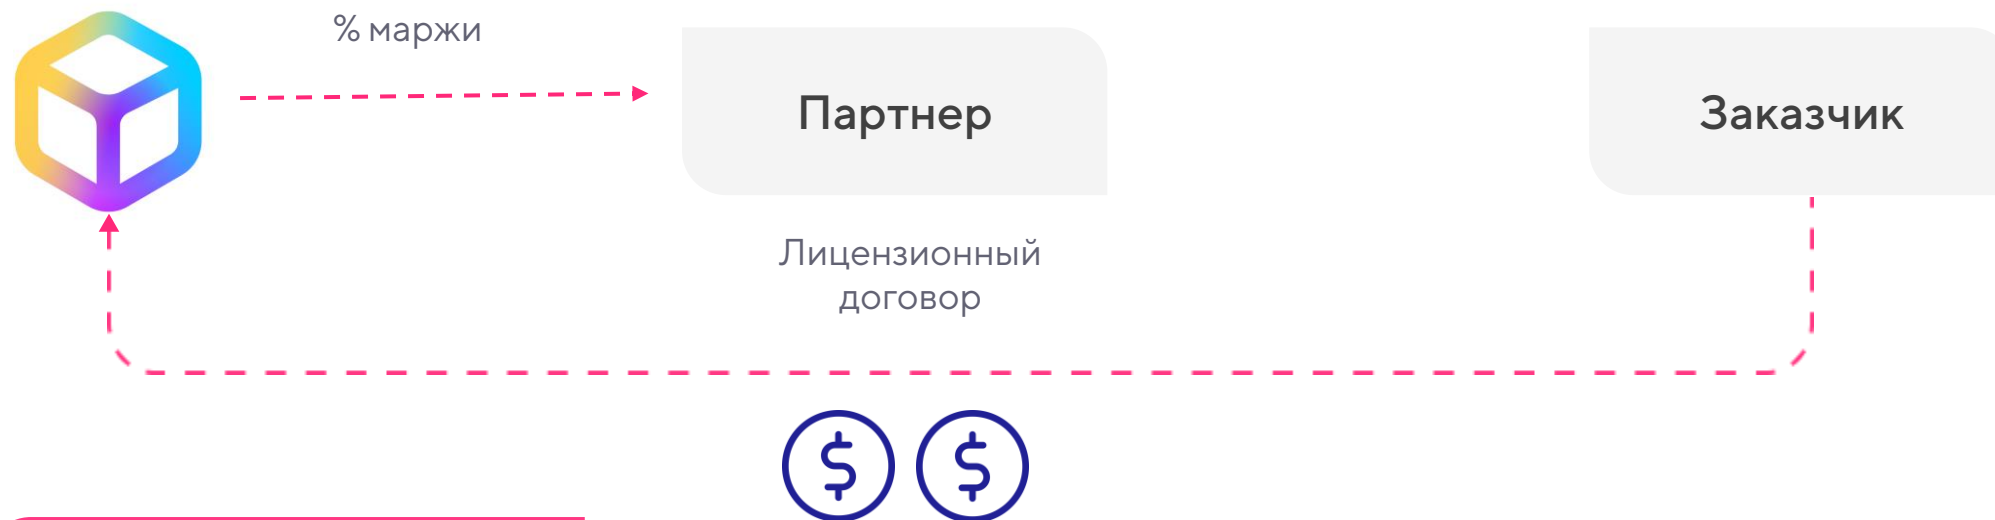 % маржи
Партнер
Заказчик
Лицензионный
договор
$ $